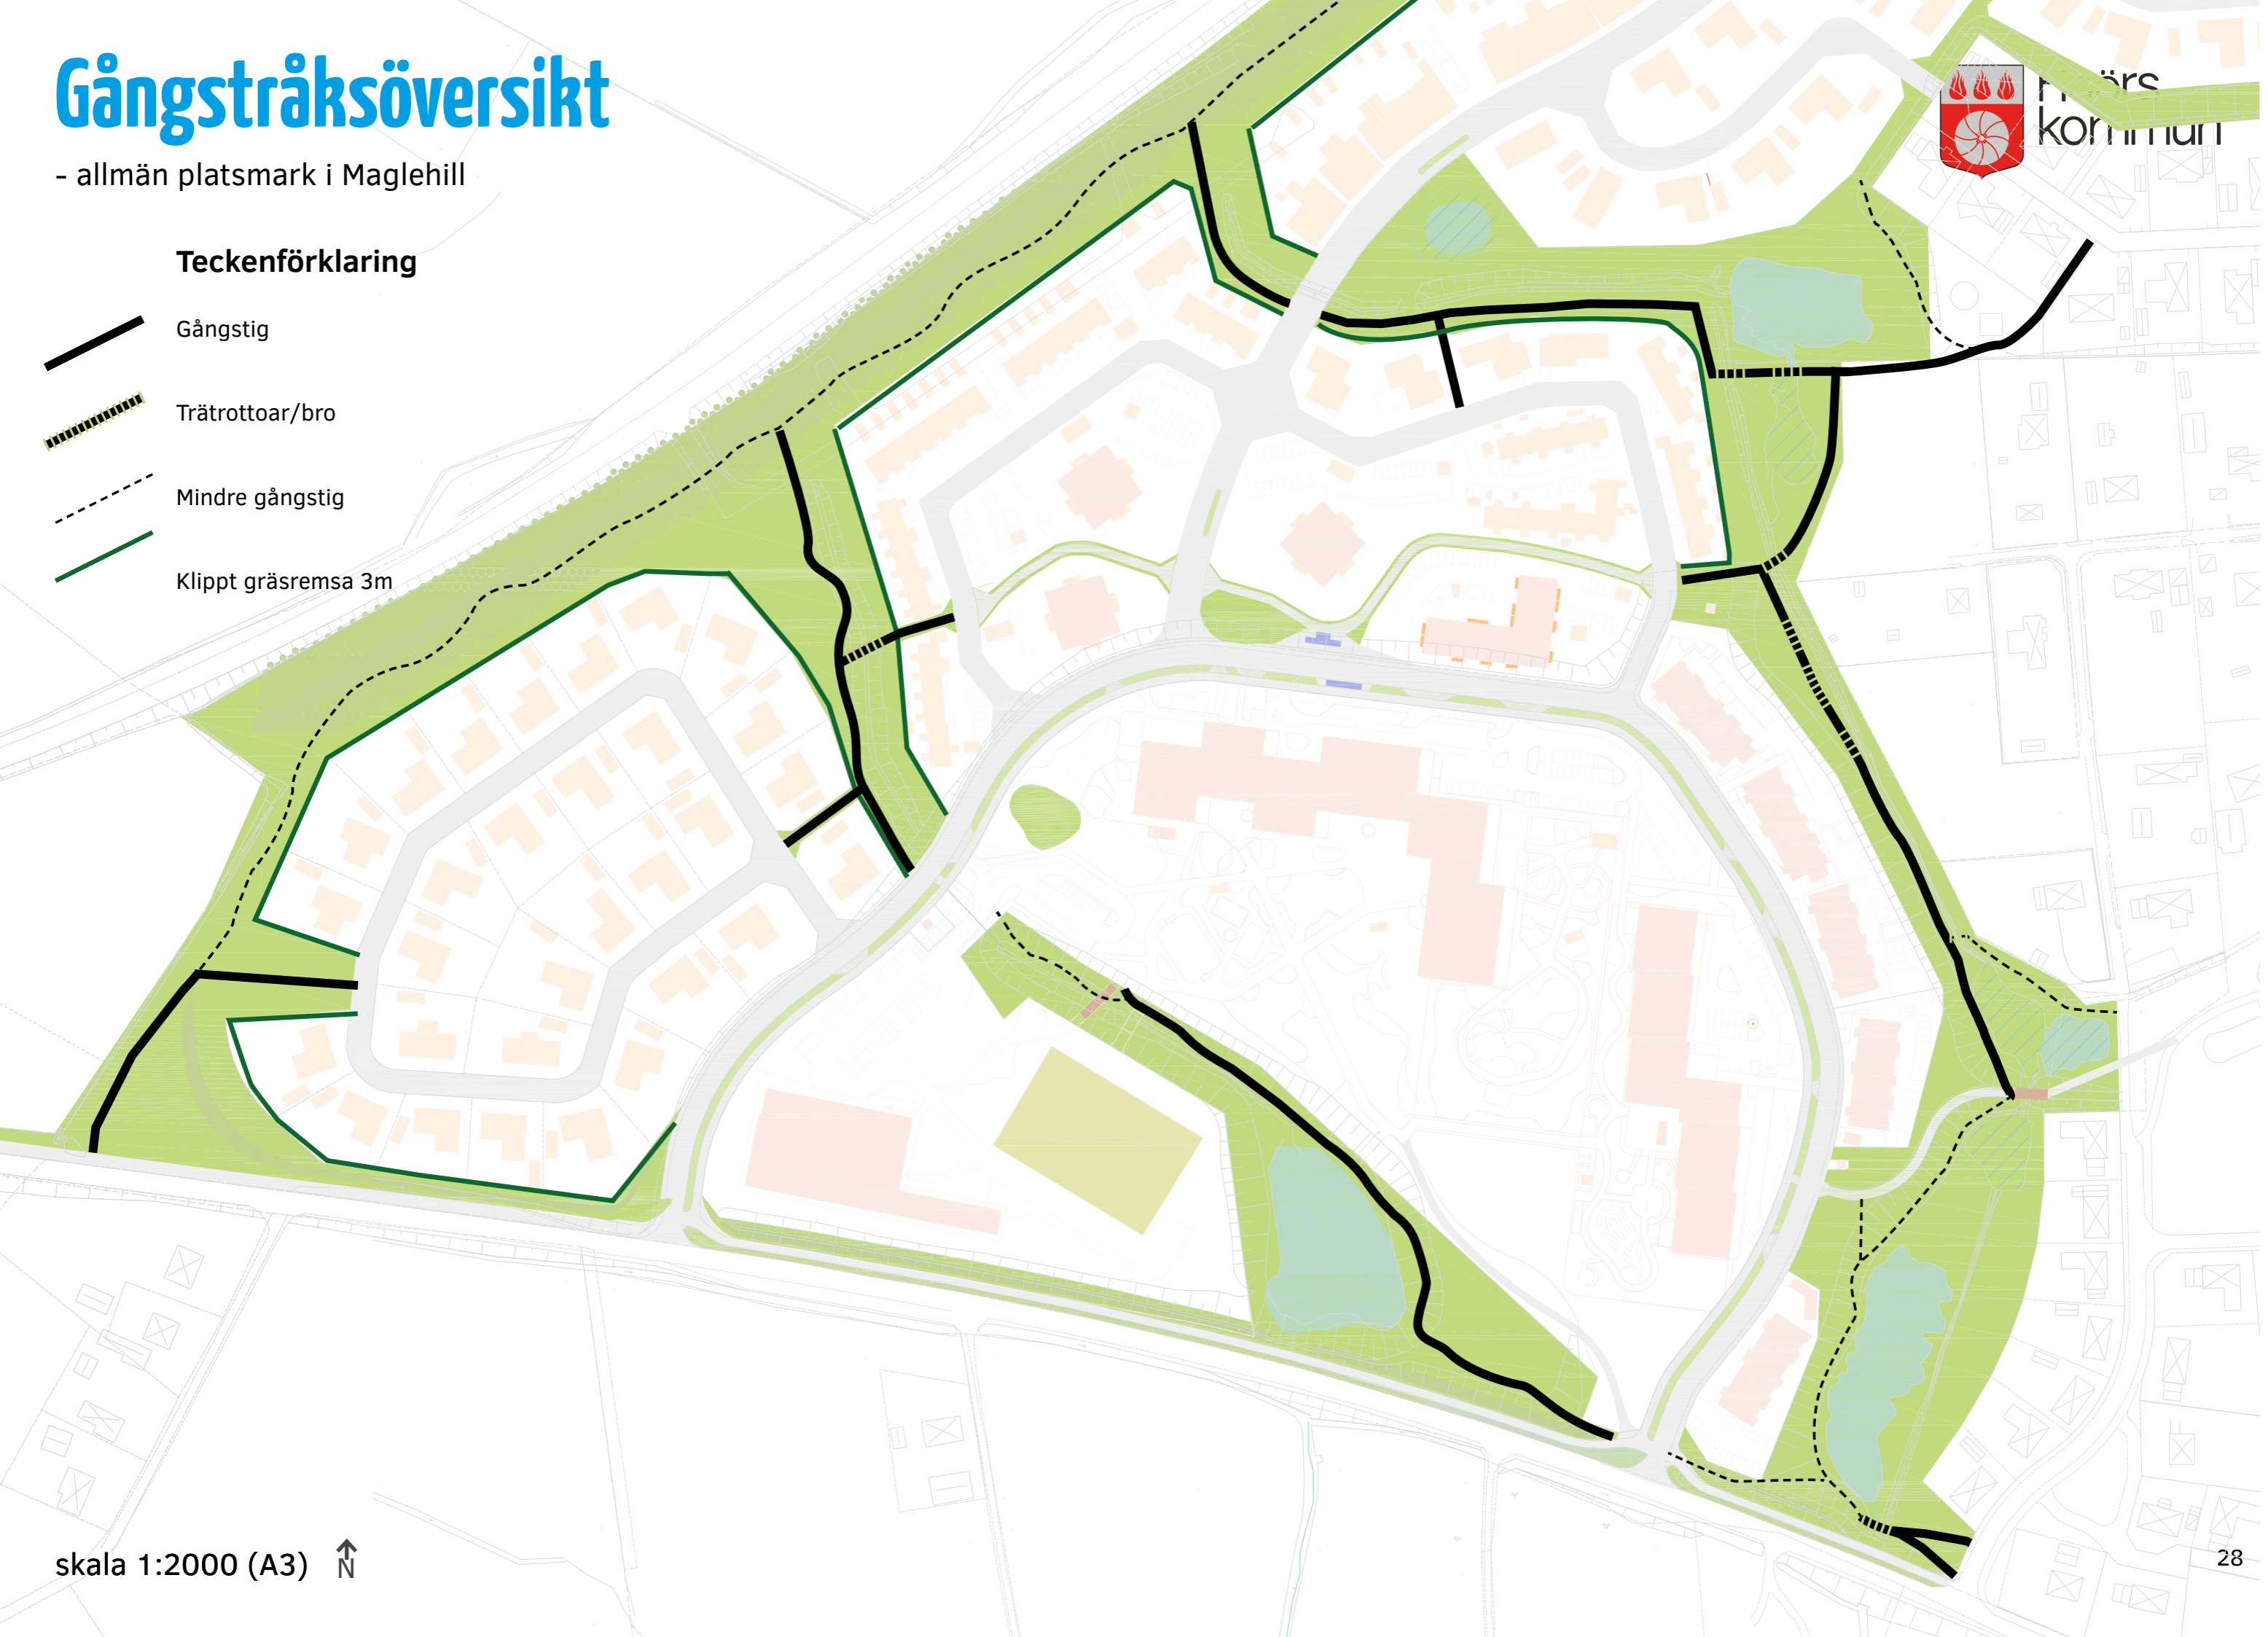 Gångstråksöversikt
- allmän platsmark i Maglehill
Teckenförklaring
Gångstig
Trätrottoar/bro
Mindre gångstig
Klippt gräsremsa 3m
kommun
skala 1:2000 (A3)
N
28